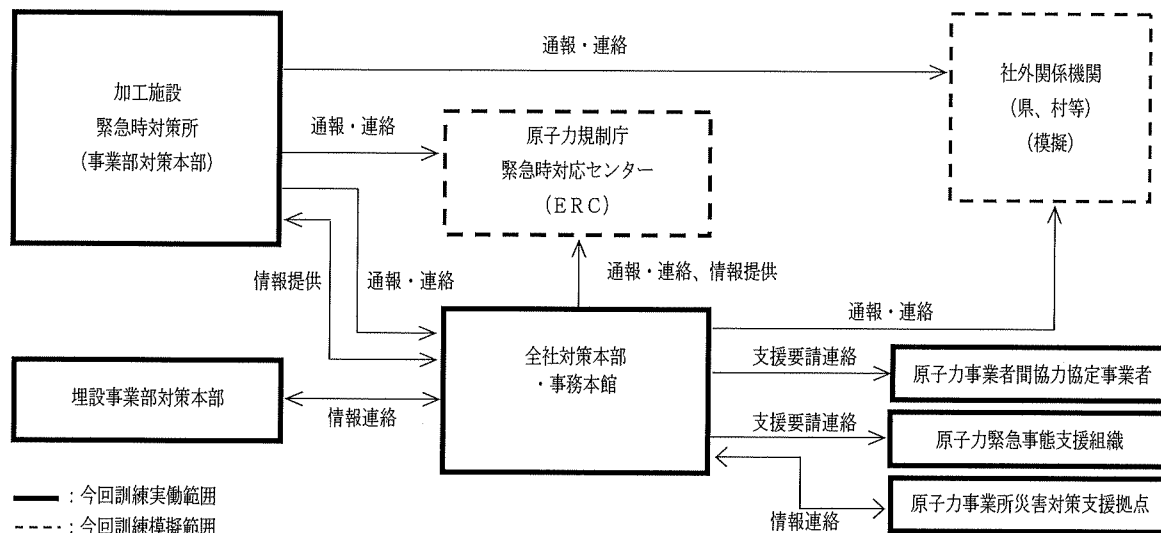 加工施設
緊急時対策所
(事業部対策本部)
通報・連絡
社外関係機関
(県、村等)
(模擬)
通報・連絡
原子力規制庁
緊急時対応センター
(ERC)
情報提供
通報・連絡
通報・連絡、情報提供
通報・連絡
全社対策本部
・事務本館
支援要請連絡
原子力事業者間協力協定事業者
埋設事業部対策本部
情報連絡
支援要請連絡
原子力緊急事態支援組織
情報連絡
原子力事業所災害対策支援拠点
:今回訓練実働範囲
:今回訓練模擬範囲